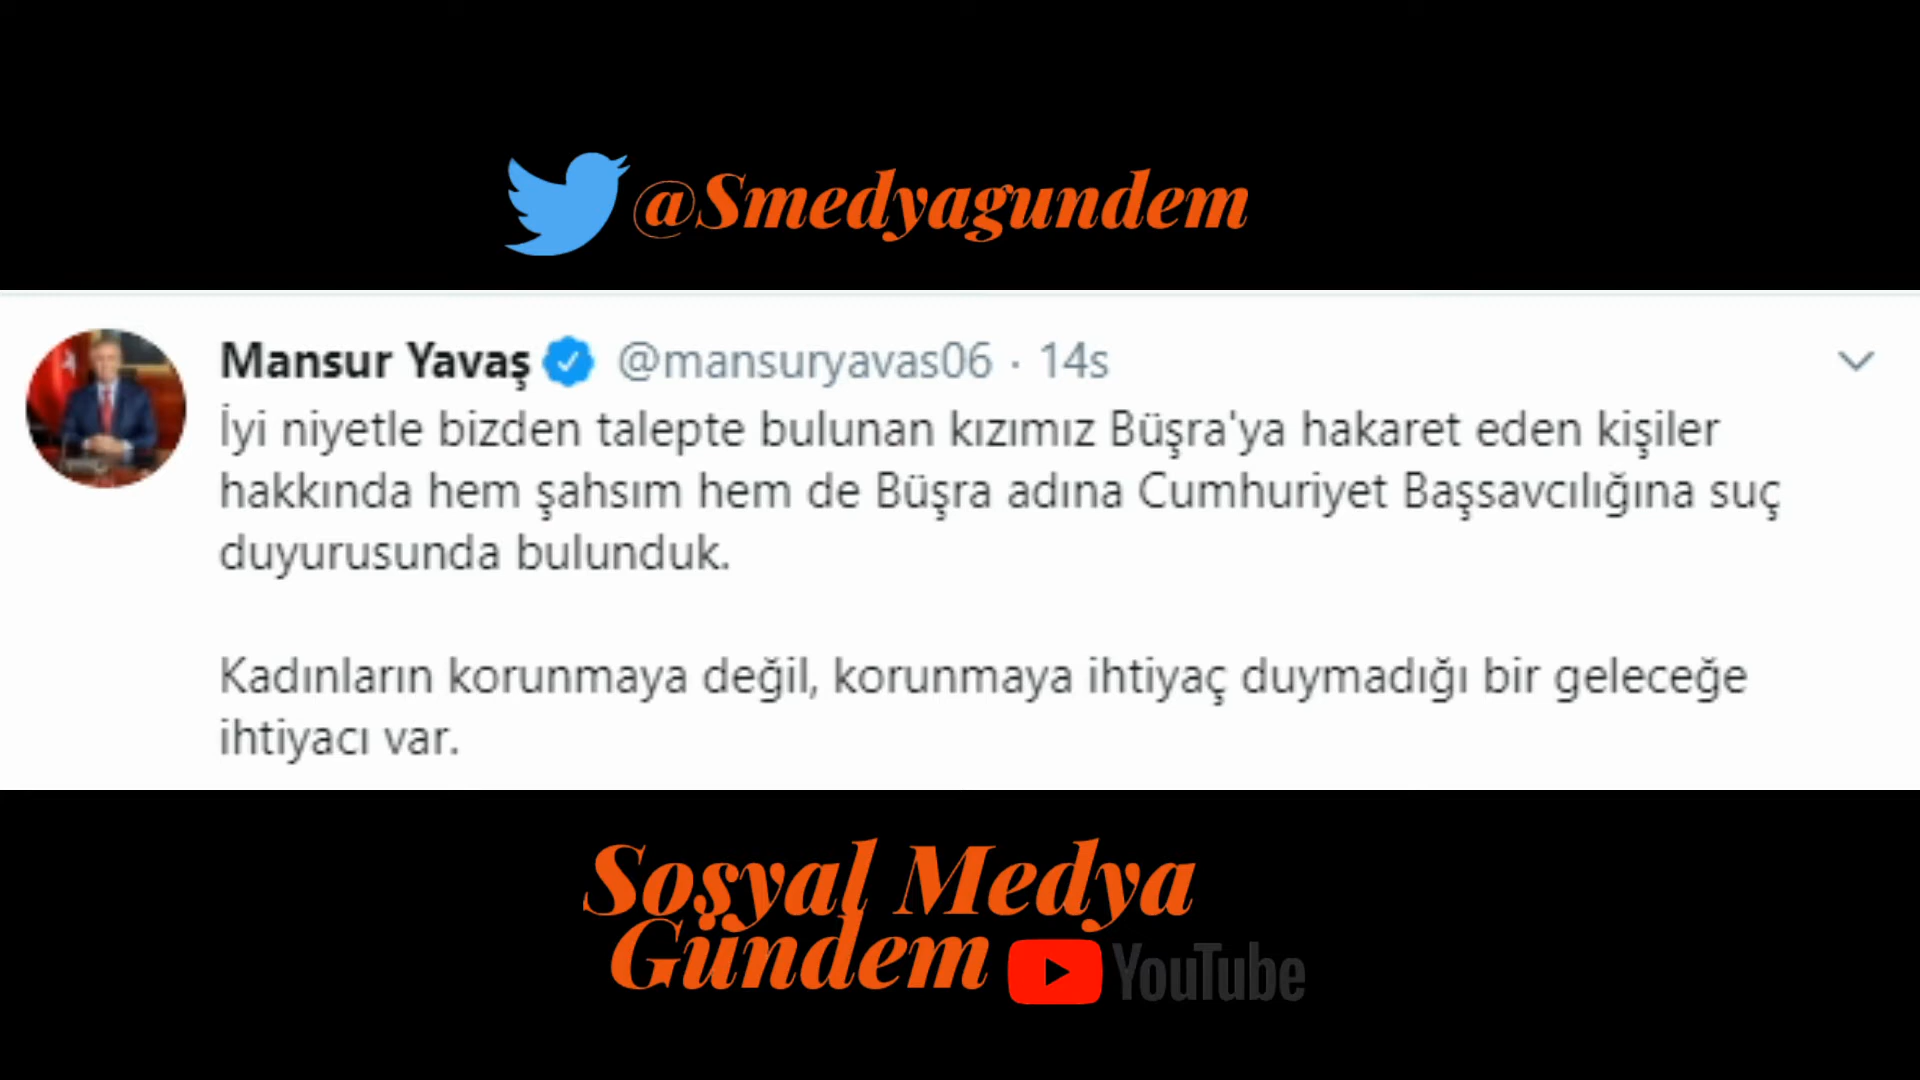 @Smedyagundem
Mansur Yavaş @mansuryavas06 · 14s
İyi niyetle bizden talepte bulunan kızımız Büşra'ya hakaret eden kişiler
hakkında hem şahsım hem de Büşra adına Cumhuriyet Başsavcılığına suç
duyurusunda bulunduk.
Kadınların korunmaya değil, korunmaya ihtiyaç duymadığı bir geleceğe
ihtiyacı var.
Sosyal Medya
Gündem YouTube